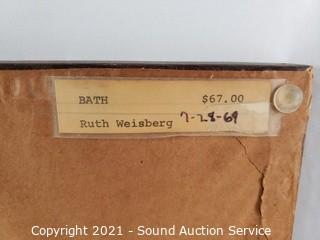 BATH $67.00
Ruth Weisberg 7-28-69
Copyright 2021 - Sound Auction Service